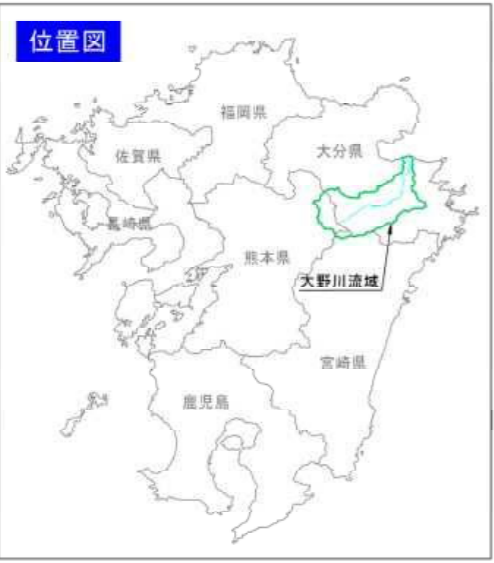 位置図
福岡県
佐賀県
大分県
長崎県
熊本県
大野川流域
宮崎県
鹿児島